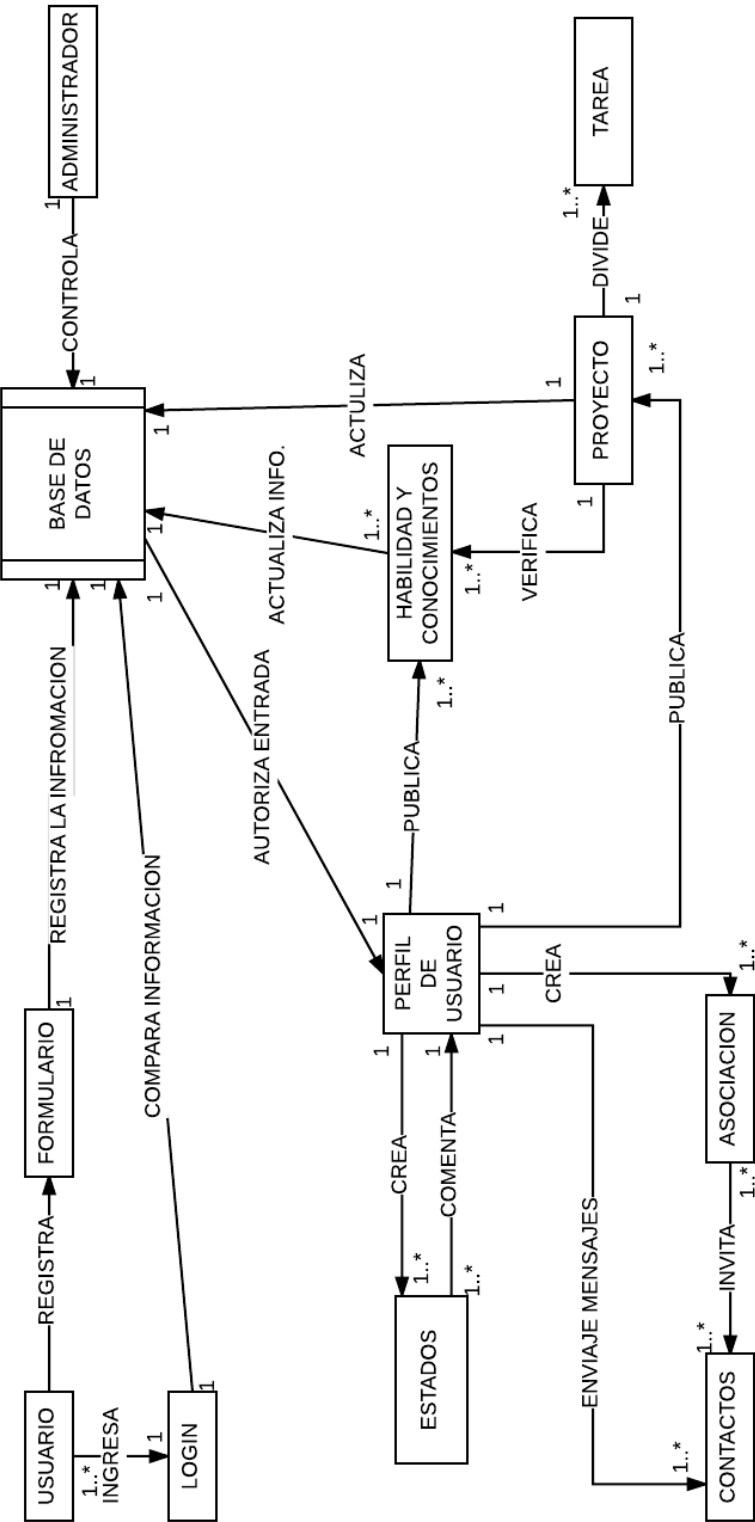 USUARIO
REGISTRA
FORMULARIO
1
REGISTRA LA INFROMACION
1
BASE DE
DATOS
1
CONTROLA
1
ADMINISTRADOR
1..*
INGRESA
1
LOGIN
1
COMPARA INFORMACION
1
1
AUTORIZA ENTRADA
1
1
ACTUALIZA INFO.
1..*
1
ACTULIZA
1
PERFIL
DE
USUARIO
1
PUBLICA
1..*
HABILIDAD Y
CONOCIMIENTOS
1..*
VERIFICA
1
PROYECTO
1
DIVIDE
1..*
TAREA
1
CREA
1..*
ESTADOS
1..*
COMENTA
1
1
PUBLICA
1..*
1
CREA
1..*
ASOCIACION
1..*
INVITA
1..*
CONTACTOS
1
ENVIAJE MENSAJES
1..*